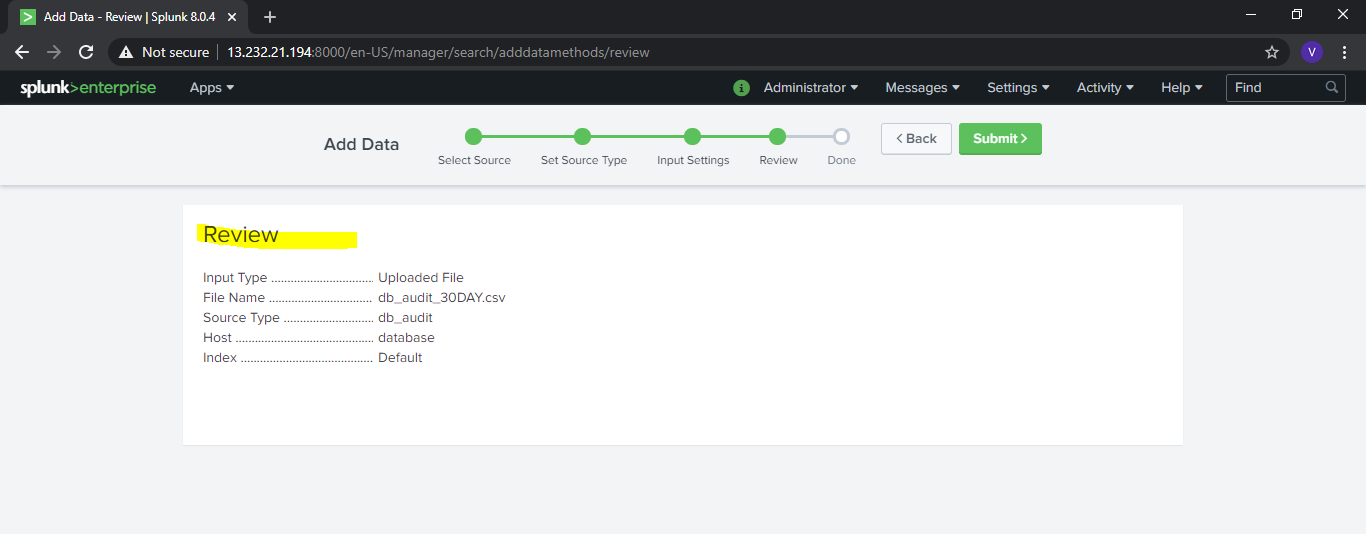 Add Data - Review | Splunk 8.0.4
Not secure | 13.232.21.194:8000/en-US/manager/search/adddatamethods/review
V
splunk>enterprise Apps Administrator Messages Settings Activity Help Find
Add Data
Select Source Set Source Type Input Settings Review Done
< Back Submit >
Review
Input Type ................................ Uploaded File
File Name ................................ db_audit_30DAY.csv
Source Type ............................ db_audit
Host ........................................... database
Index ......................................... Default